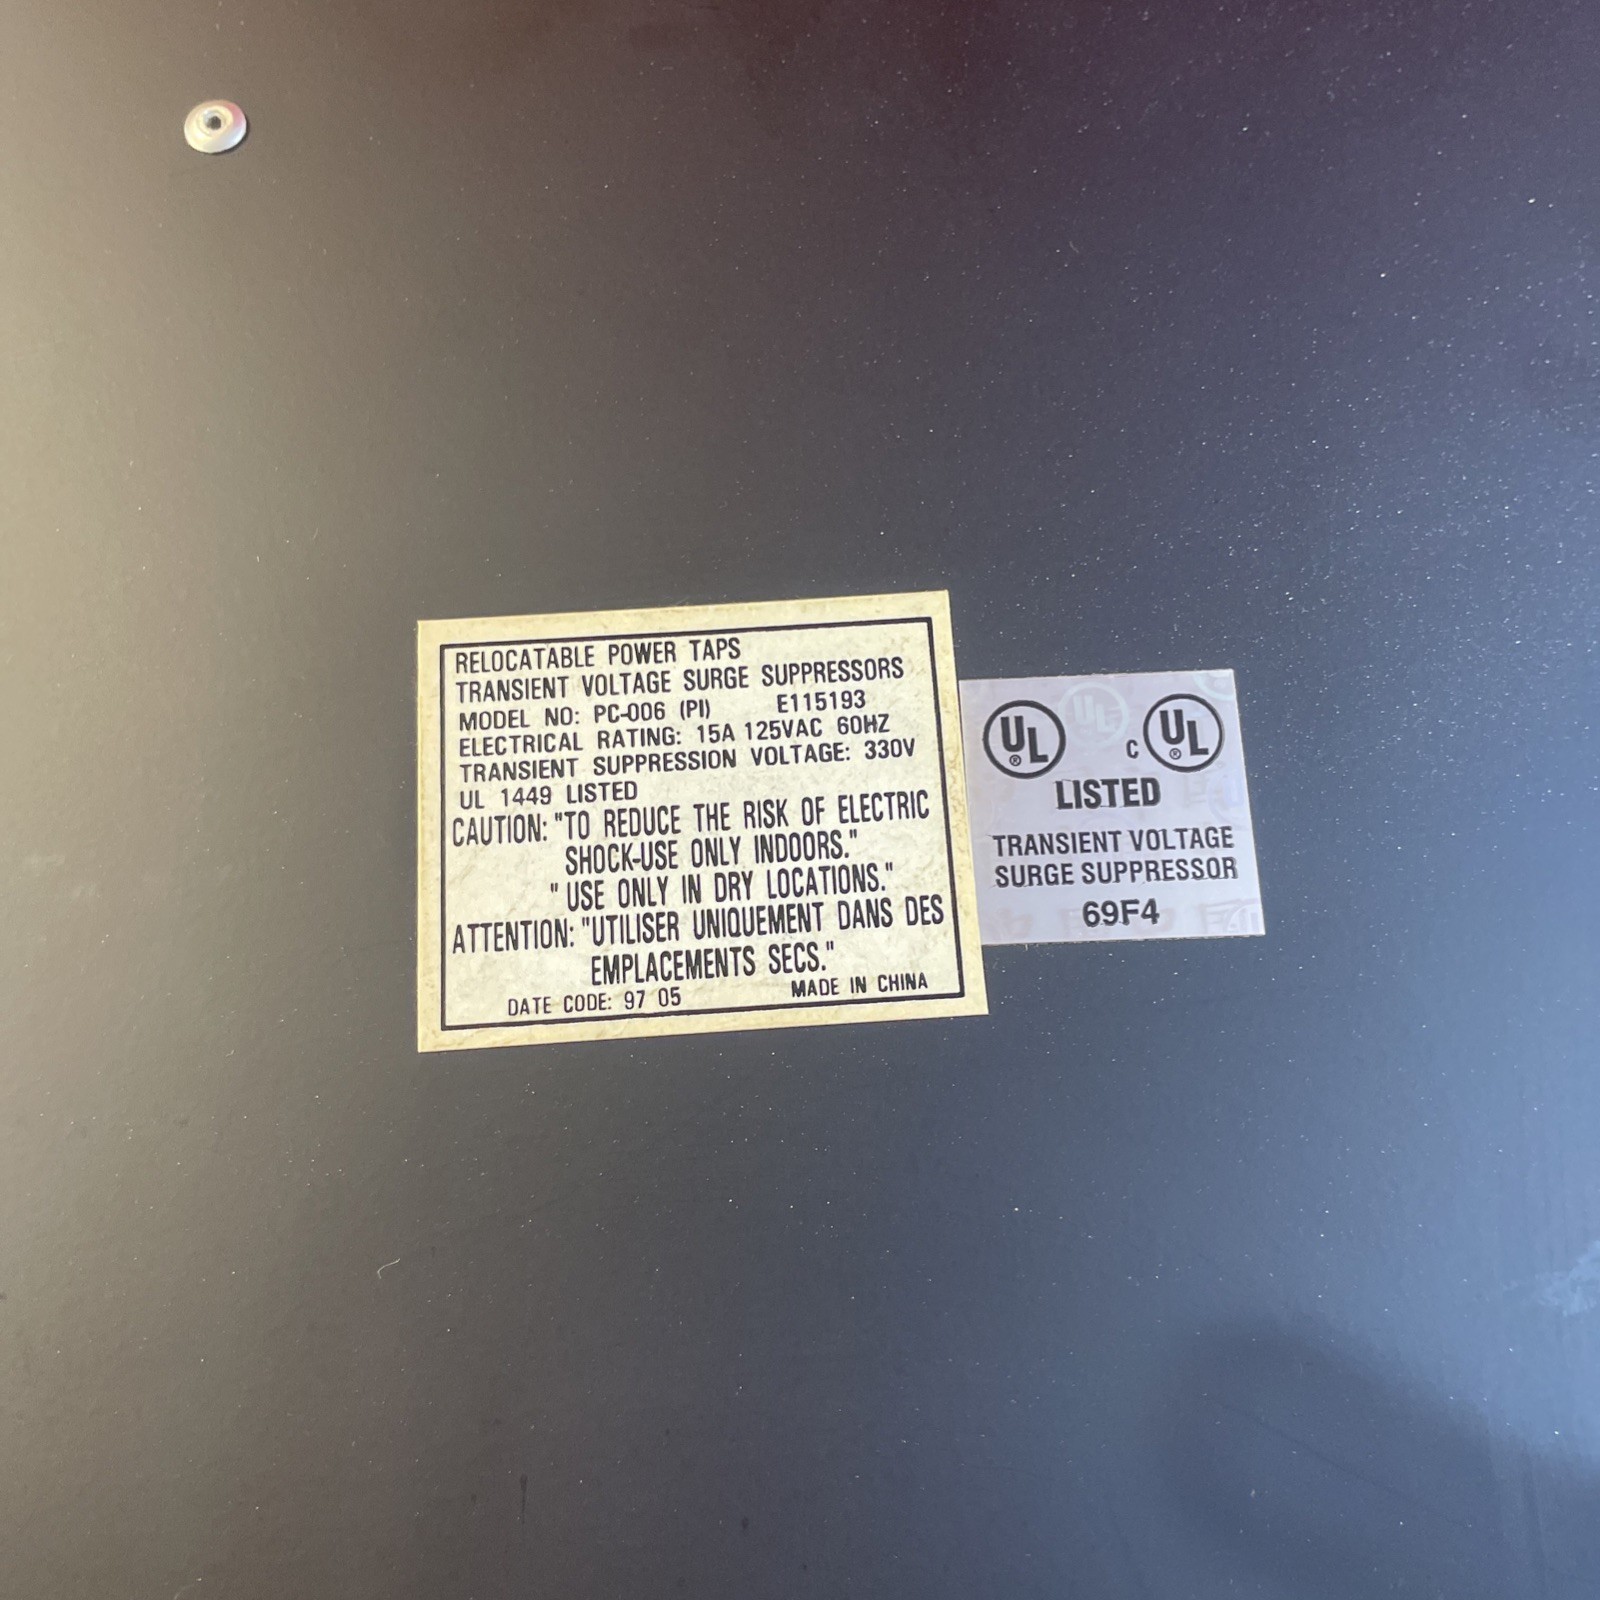 RELOCATABLE POWER TAPS
TRANSIENT VOLTAGE SURGE SUPPRESSORS
MODEL NO: PC-006 (PI) E115193
ELECTRICAL RATING: 15A 125VAC 60HZ
TRANSIENT SUPPRESSION VOLTAGE: 330V
UL 1449 LISTED
CAUTION: "TO REDUCE THE RISK OF ELECTRIC
SHOCK-USE ONLY INDOORS."
" USE ONLY IN DRY LOCATIONS."
ATTENTION: "UTILISER UNIQUEMENT DANS DES
EMPLACEMENTS SECS."
DATE CODE: 97 05 MADE IN CHINA
UL ® C UL ®
LISTED
TRANSIENT VOLTAGE
SURGE SUPPRESSOR
69F4